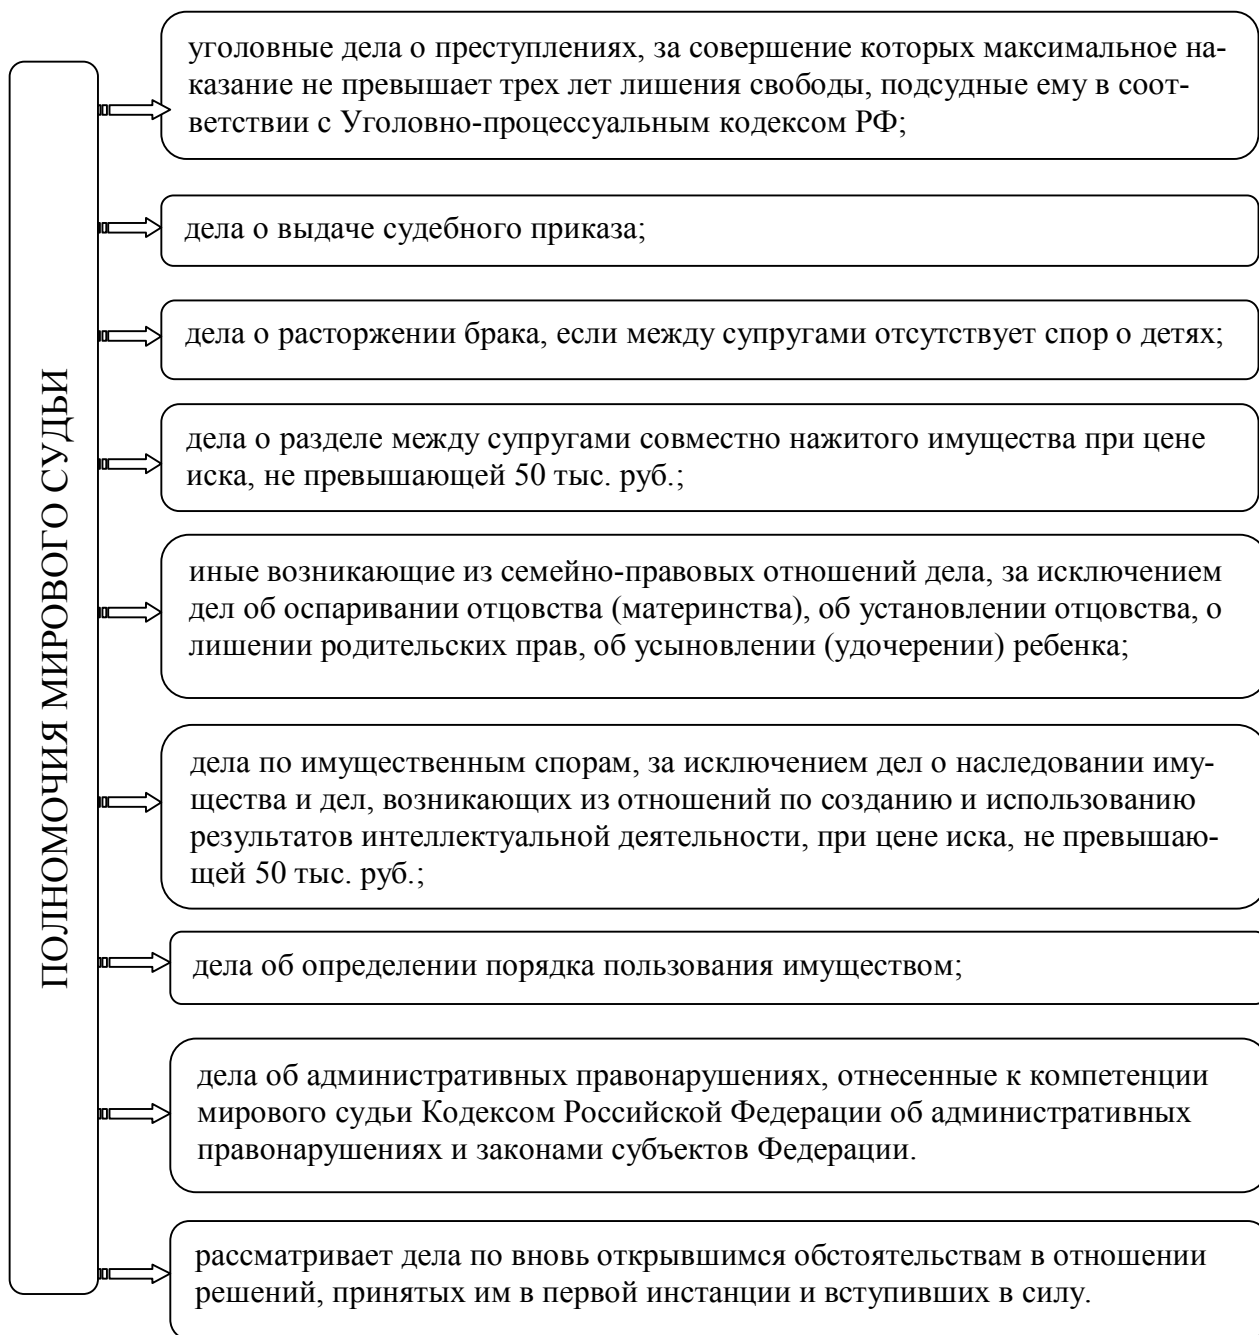 ПОЛНОМОЧИЯ МИРОВОГО СУДЬИ
уголовные дела о преступлениях, за совершение которых максимальное на-
казание не превышает трех лет лишения свободы, подсудные ему в соот-
ветствии с Уголовно-процессуальным кодексом РФ;
дела о выдаче судебного приказа;
дела о расторжении брака, если между супругами отсутствует спор о детях;
дела о разделе между супругами совместно нажитого имущества при цене
иска, не превышающей 50 тыс. руб.;
иные возникающие из семейно-правовых отношений дела, за исключением
дел об оспаривании отцовства (материнства), об установлении отцовства, о
лишении родительских прав, об усыновлении (удочерении) ребенка;
дела по имущественным спорам, за исключением дел о наследовании иму-
щества и дел, возникающих из отношений по созданию и использованию
результатов интеллектуальной деятельности, при цене иска, не превышаю-
щей 50 тыс. руб.;
дела об определении порядка пользования имуществом;
дела об административных правонарушениях, отнесенные к компетенции
мирового судьи Кодексом Российской Федерации об административных
правонарушениях и законами субъектов Федерации.
рассматривает дела по вновь открывшимся обстоятельствам в отношении
решений, принятых им в первой инстанции и вступивших в силу.